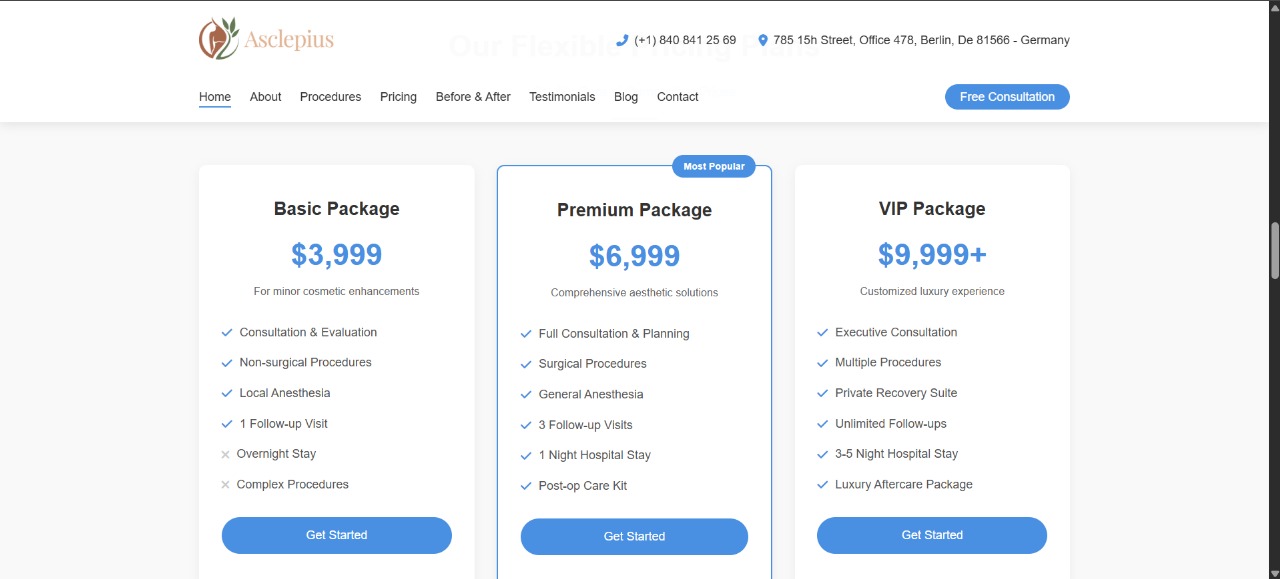 Asclepius
Our Flexible Pricing Plans
(+1) 840 841 25 69
785 15h Street, Office 478, Berlin, De 81566 - Germany
Home About Procedures Pricing Before & After Testimonials Blog Contact
Free Consultation
Most Popular
Basic Package
$3,999
For minor cosmetic enhancements
Consultation & Evaluation
Non-surgical Procedures
Local Anesthesia
1 Follow-up Visit
Overnight Stay
Complex Procedures
Get Started
Premium Package
$6,999
Comprehensive aesthetic solutions
Full Consultation & Planning
Surgical Procedures
General Anesthesia
3 Follow-up Visits
1 Night Hospital Stay
Post-op Care Kit
Get Started
VIP Package
$9,999+
Customized luxury experience
Executive Consultation
Multiple Procedures
Private Recovery Suite
Unlimited Follow-ups
3-5 Night Hospital Stay
Luxury Aftercare Package
Get Started